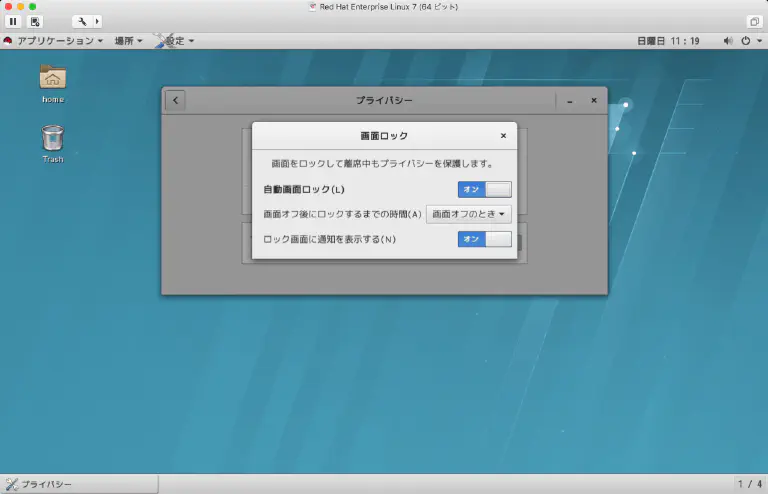 Red Hat Enterprise Linux 7 (64 ビット)
アプリケーション 場所 設定 日曜日 11:19
home
Trash
プライバシー
画面ロック
画面をロックして離席中もプライバシーを保護します。
自動画面ロック(L) オン
画面オフ後にロックするまでの時間(A) 画面オフのとき
ロック画面に通知を表示する(N) オン
プライバシー 1 / 4